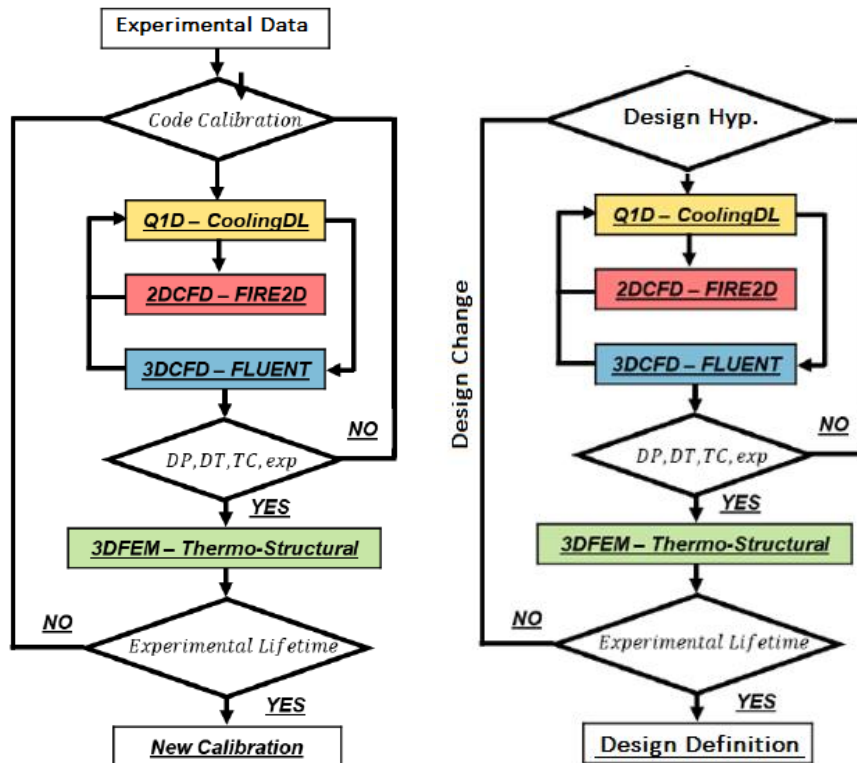 Experimental Data
Code Calibration
Q1D – CoolingDL
2DCFD – FIRE2D
3DCFD – FLUENT
NO
DP,DT,TC,exp
YES
3DFEM – Thermo-Structural
NO
Experimental Lifetime
YES
New Calibration
Design Hyp.
Q1D – CoolingDL
2DCFD – FIRE2D
Design Change
3DCFD – FLUENT
NO
DP,DT,TC,exp
YES
3DFEM – Thermo-Structural
NO
Experimental Lifetime
YES
Design Definition